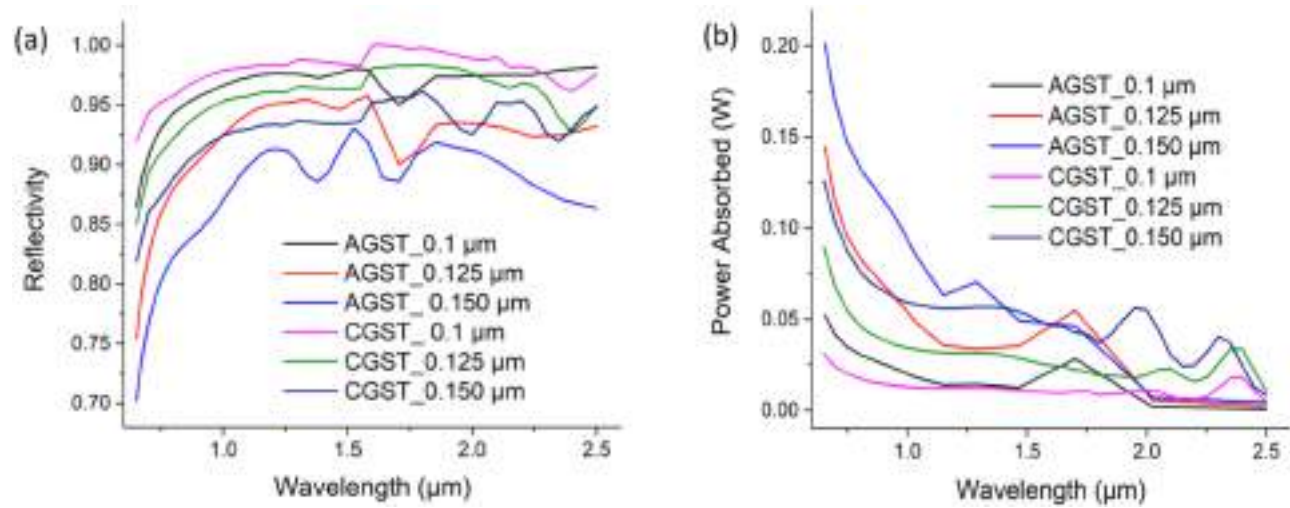 (a)
1.00
0.95
0.90
0.85
0.80
0.75
0.70
Reflectivity
AGST_0.1 µm
AGST_0.125 µm
AGST_ 0.150 µm
CGST_ 0.1 µm
CGST_0.125 µm
CGST_0.150 µm
1.0 1.5 2.0 2.5
Wavelength (µm)
(b)
0.20
0.15
0.10
0.05
0.00
Power Absorbed (W)
AGST_0.1 µm
AGST_0.125 µm
AGST_0.150 µm
CGST_0.1 µm
CGST_0.125 µm
CGST_0.150 µm
1.0 1.5 2.0 2.5
Wavelength (µm)